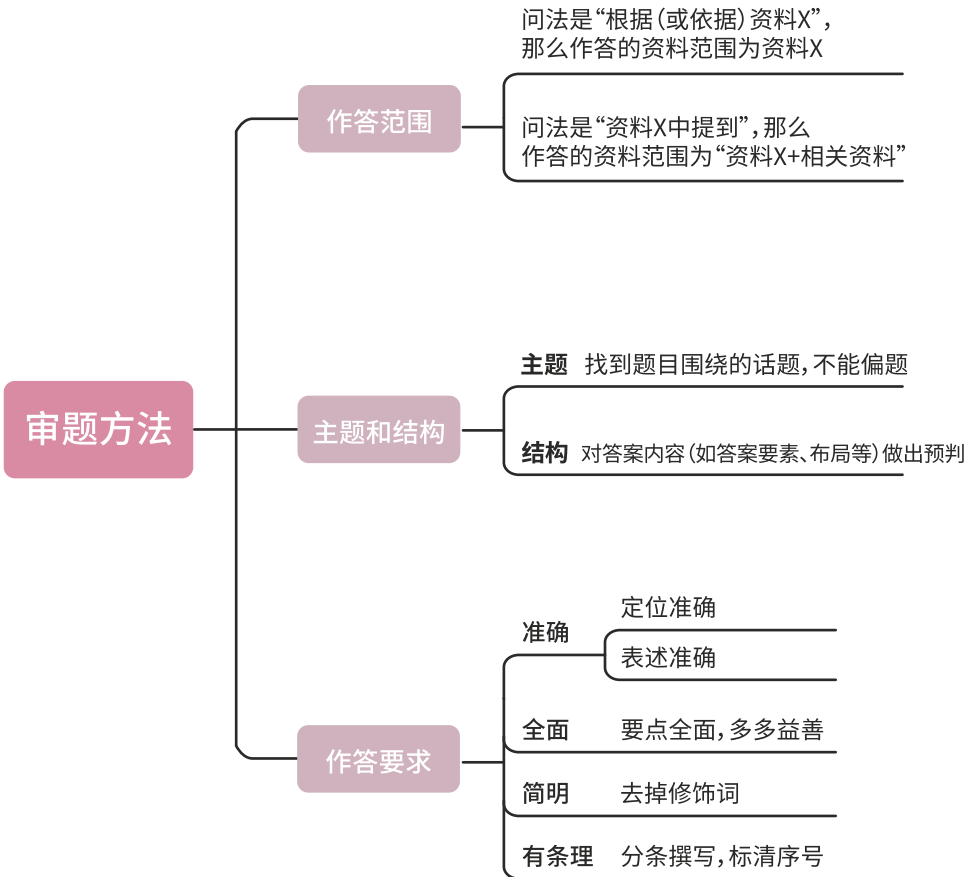 审题方法
作答范围
问法是“根据（或依据）资料X”，
那么作答的资料范围为资料X
问法是“资料X中提到”，那么
作答的资料范围为“资料X+相关资料”
主题和结构
主题 找到题目围绕的话题，不能偏题
结构 对答案内容（如答案要素、布局等）做出预判
作答要求
准确
定位准确
表述准确
全面 要点全面，多多益善
简明 去掉修饰词
有条理 分条撰写，标清序号